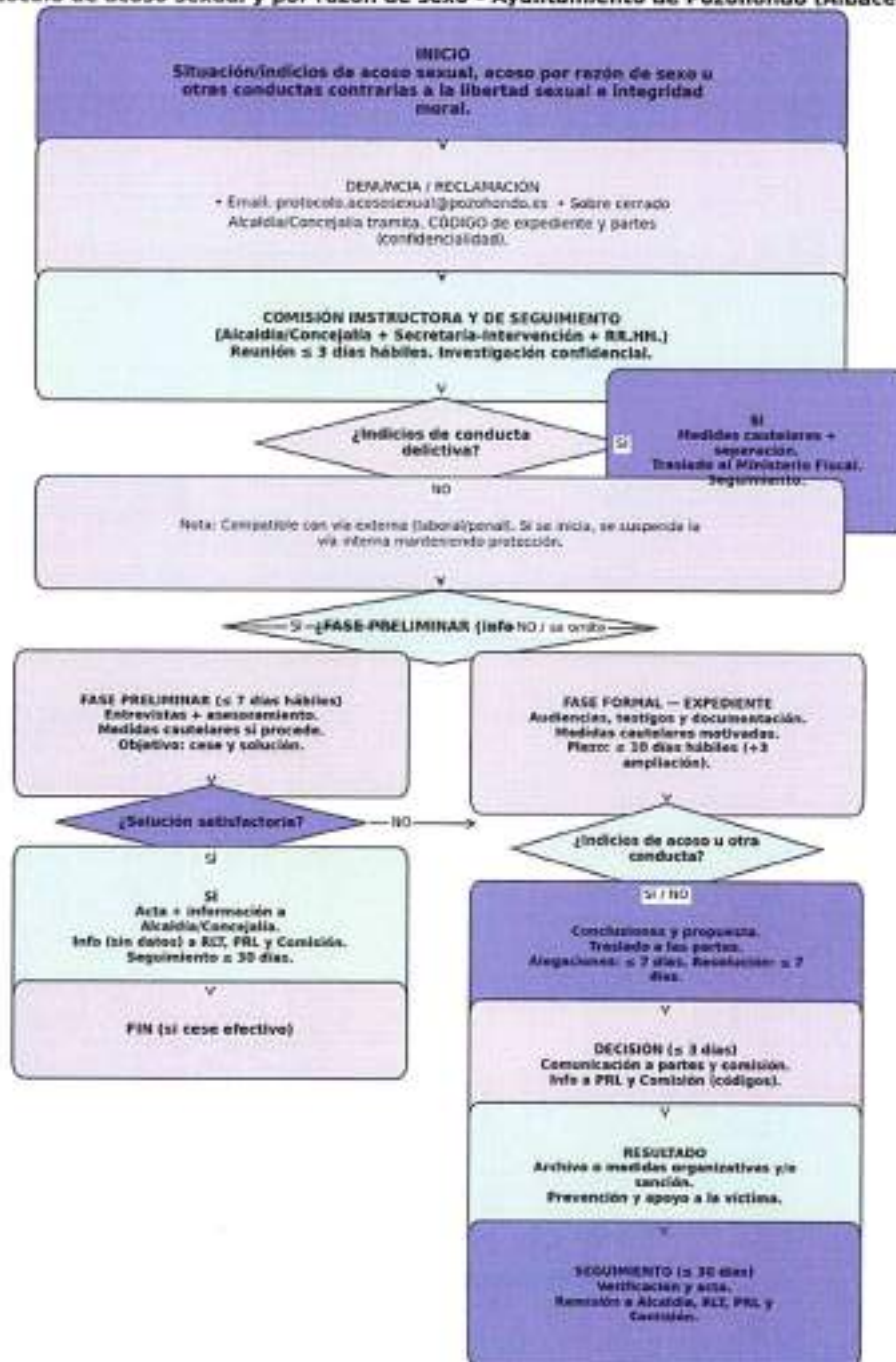 de acoso sexual y por razón de sexo - Ayuntamiento de Pozohondo
INICIO
Situación/indicios de acoso sexual, acoso por razón de sexo u
otras conductas contrarias a la libertad sexual e integridad
moral.
DENUNCIA / RECLAMACIÓN
• Email: protocolo.acososexual@pozohondo.es • Sobre cerrado
Alcaldía/Concejalía tramita. CÓDIGO de expediente y partes
(confidencialidad).
COMISIÓN INSTRUCTORA Y DE SEGUIMIENTO
(Alcaldía/Concejalía + Secretaría-Intervención + RR.HH.)
Reunión ≤ 3 días hábiles. Investigación confidencial.
¿Indicios de conducta
delictiva?
SI
SI
Medidas cautelares +
separación.
Traslado al Ministerio Fiscal.
Seguimiento.
NO
Nota: Compatible con vía externa (laboral/penal). Si se inicia, se suspende la
vía interna manteniendo protección.
SI ¿FASE PRELIMINAR (info NO / se omite
FASE PRELIMINAR (≤ 7 días hábiles)
Entrevistas + asesoramiento.
Medidas cautelares si procede.
Objetivo: cese y solución.
¿Solución satisfactoria?
NO
SI
SI
Acta + información a
Alcaldía/Concejalía.
Info (sin datos) a RLT, PRL y Comisión.
Seguimiento ≤ 30 días.
FIN (si cese efectivo)
FASE FORMAL — EXPEDIENTE
Audiencias, testigos y documentación.
Medidas cautelares motivadas.
Plazo: ≤ 10 días hábiles (+3
ampliación).
¿Indicios de acoso u otra
conducta?
SI / NO
Conclusiones y propuesta.
Traslado a las partes.
Alegaciones: ≤ 7 días. Resolución: ≤ 7
días.
DECISIÓN (≤ 3 días)
Comunicación a partes y comisión.
Info a PRL y Comisión (códigos).
RESULTADO
Archivo o medidas organizativas y/o
sanción.
Prevención y apoyo a la víctima.
SEGUIMIENTO (≤ 30 días)
Verificación y acta.
Remisión a Alcaldía, RLT, PRL y
Comisión.